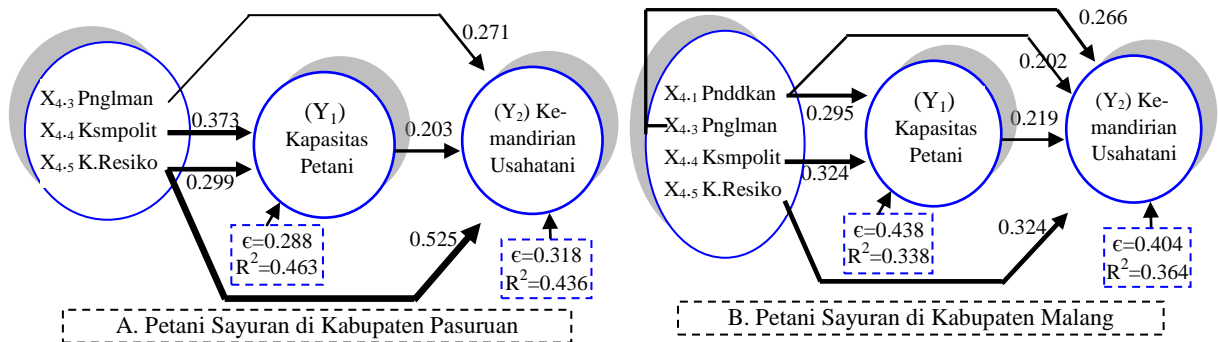 0.271
X4.3 Pnglman
X4.4 Ksmpolit
X4.5 K.Resiko
0.373
0.299
(Y1)
Kapasitas
Petani
0.203
(Y2) Ke-
mandirian
Usahatani
0.525
ϵ=0.288
R²=0.463
ϵ=0.318
R²=0.436
A. Petani Sayuran di Kabupaten Pasuruan
0.266
0.202
X4.1 Pnddkan
X4.3 Pnglman
X4.4 Ksmpolit
X4.5 K.Resiko
0.295
0.324
(Y1)
Kapasitas
Petani
0.219
(Y2) Ke-
mandirian
Usahatani
0.324
ϵ=0.438
R²=0.338
ϵ=0.404
R²=0.364
B. Petani Sayuran di Kabupaten Malang